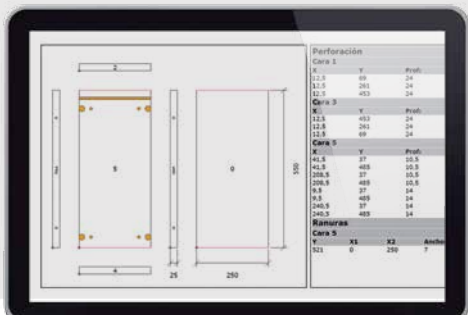 2
5
0
550
4
25
250
Perforación
Cara 1
X Y Prof:
12,5 69 24
12,5 261 24
12,5 453 24
Cara 3
X Y Prof:
12,5 453 24
12,5 261 24
12,5 69 24
Cara 5
X Y Prof:
41,5 37 10,5
41,5 485 10,5
208,5 37 10,5
208,5 485 10,5
9,5 37 14
9,5 485 14
240,5 37 14
240,5 485 14
Ranuras
Cara 5
Y X1 X2 Ancho
521 0 250 7